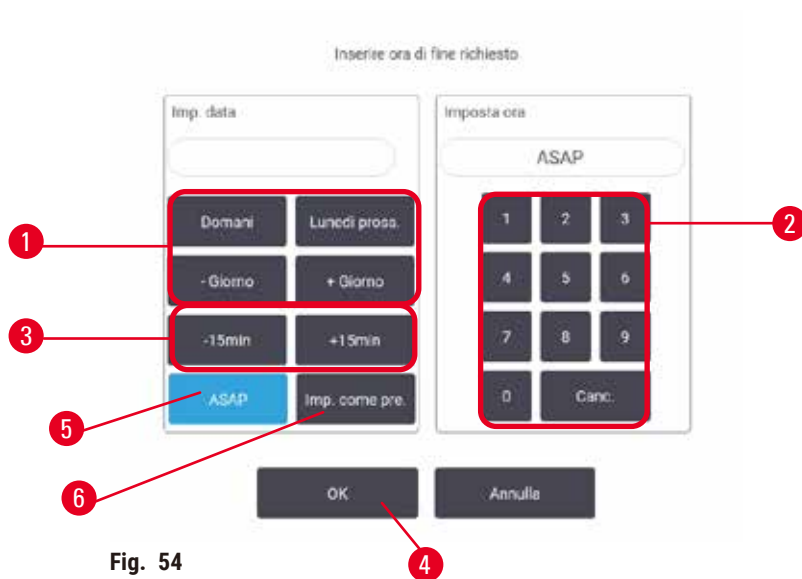 Inserire ora di fine richiesto
Imp. data
Imposta ora
ASAP
Domani
Lunedì pross.
- Giorno
+ Giorno
-15min
+15min
ASAP
Imp. come pre.
1
2
3
4
5
6
7
8
9
0
Canc.
OK
Annulla
1
2
3
5
6
4
Fig. 54